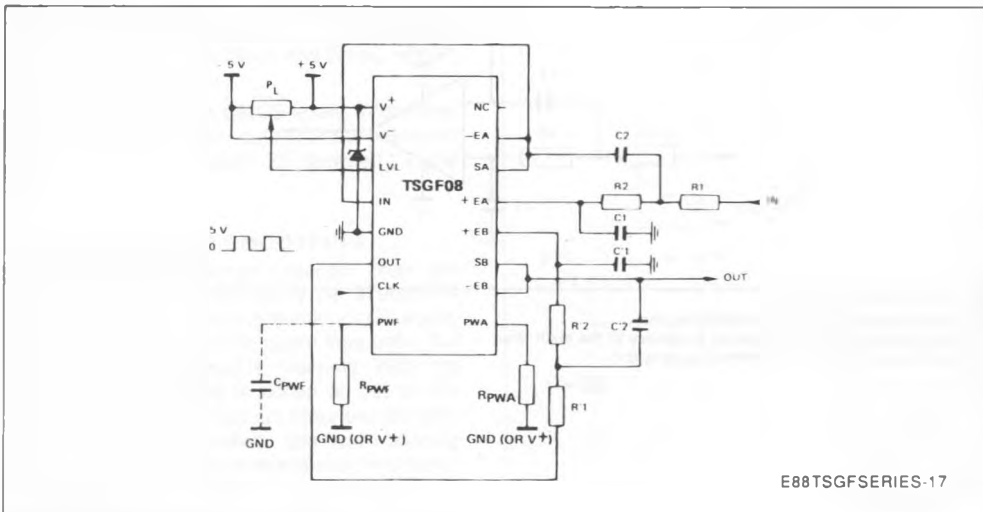 - 5 V
+ 5 V
PL
V+
V-
LVL
IN
GND
OUT
CLK
PWF
TSGF08
NC
-EA
SA
+ EA
+ EB
SB
-EB
PWA
C2
R2
R1
IN
C1
C'1
OUT
R'2
C'2
R'1
5 V
0
CPWF
GND
RPWF
GND (OR V+)
RPWA
GND (OR V+)
E88TSGFSERIES-17